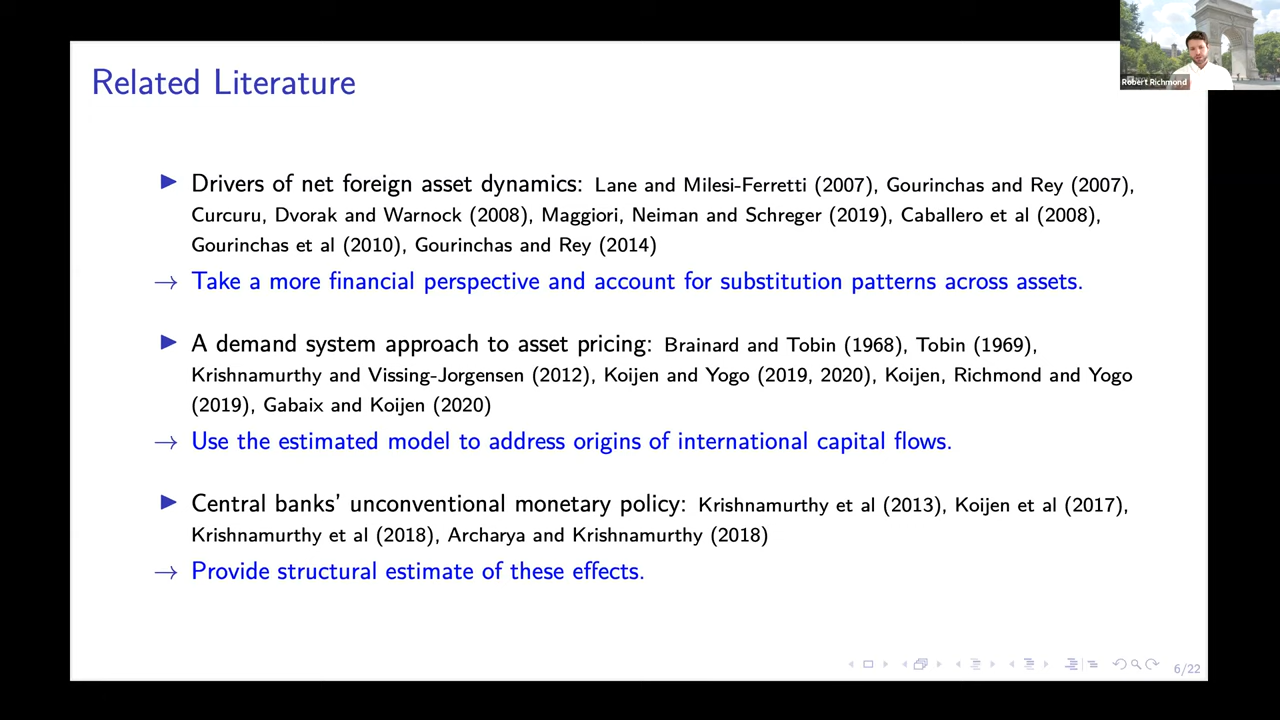 Related Literature
Robert Richmond
Drivers of net foreign asset dynamics: Lane and Milesi-Ferretti (2007), Gourinchas and Rey (2007),
Curcuru, Dvorak and Warnock (2008), Maggiori, Neiman and Schreger (2019), Caballero et al (2008),
Gourinchas et al (2010), Gourinchas and Rey (2014)
→ Take a more financial perspective and account for substitution patterns across assets.
A demand system approach to asset pricing: Brainard and Tobin (1968), Tobin (1969),
Krishnamurthy and Vissing-Jorgensen (2012), Koijen and Yogo (2019, 2020), Koijen, Richmond and Yogo
(2019), Gabaix and Koijen (2020)
→ Use the estimated model to address origins of international capital flows.
Central banks' unconventional monetary policy: Krishnamurthy et al (2013), Koijen et al (2017),
Krishnamurthy et al (2018), Archarya and Krishnamurthy (2018)
→ Provide structural estimate of these effects.
6/22